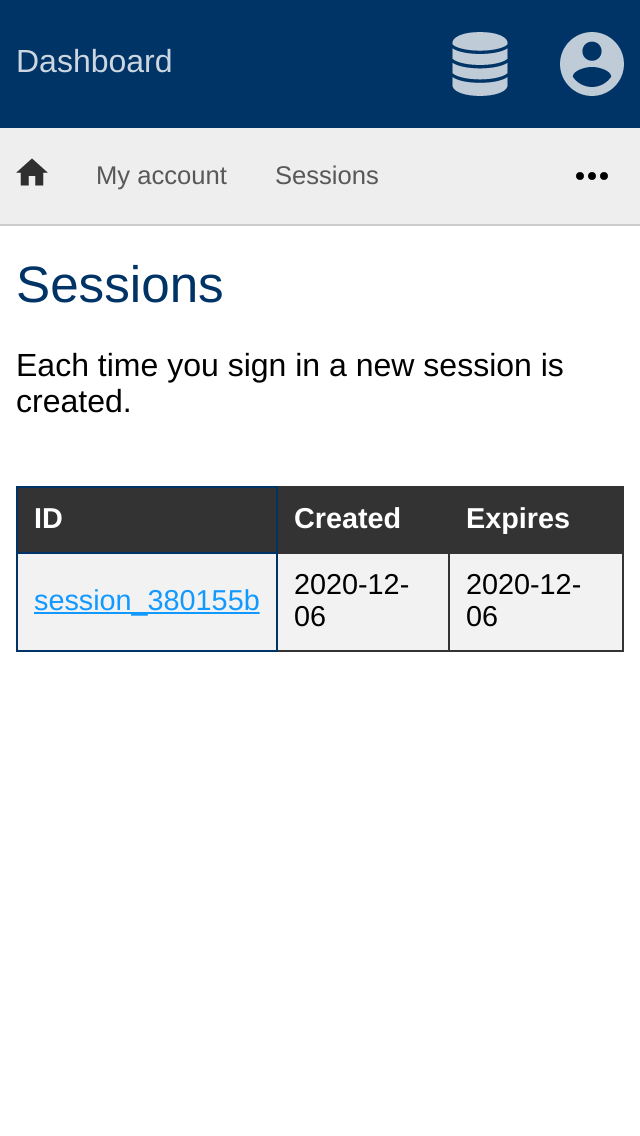 Dashboard
My account Sessions
Sessions
Each time you sign in a new session is
created.
ID Created Expires
session_380155b 2020-12-06 2020-12-06